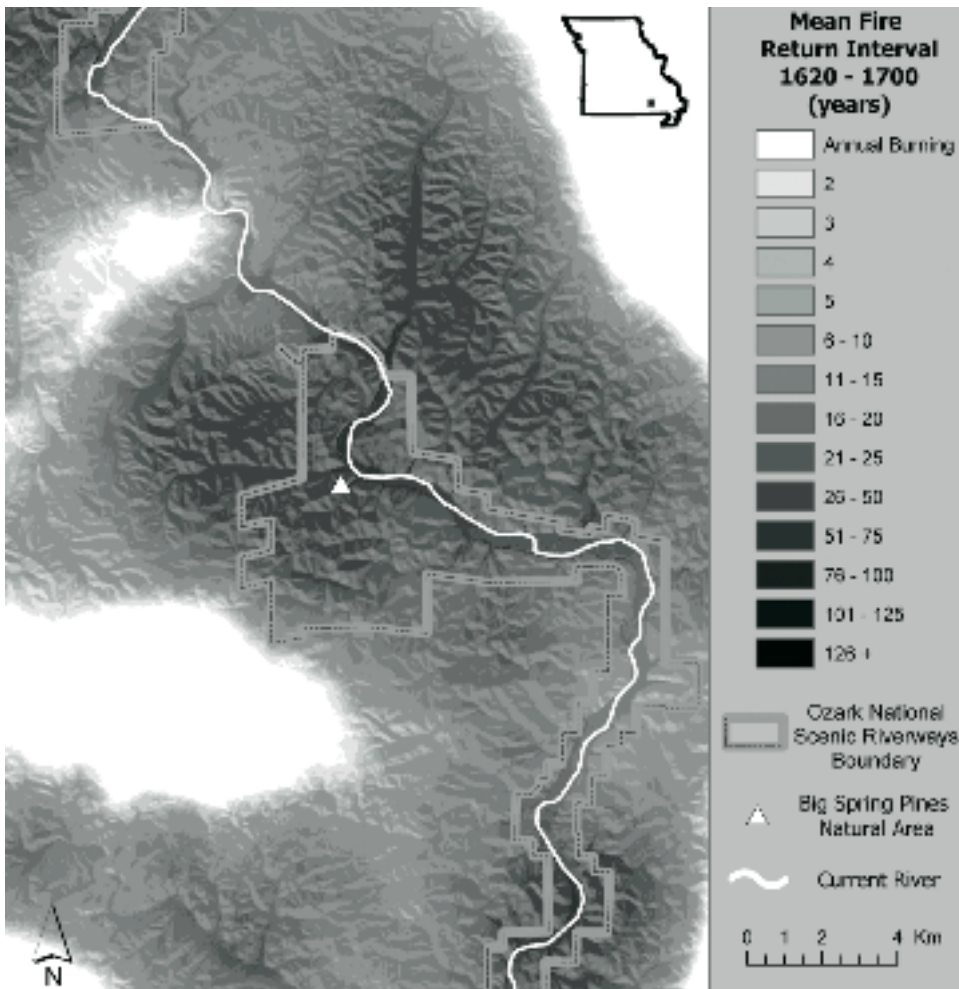 Mean Fire
Return Interval
1620 - 1700
(years)
Annual Burning
2
3
4
5
6 - 10
11 - 15
16 - 20
21 - 25
26 - 50
51 - 75
76 - 100
101 - 125
126 +
Ozark National
Scenic Riverways
Boundary
Big Spring Pines
Natural Area
Current River
0 1 2 4 Km
N